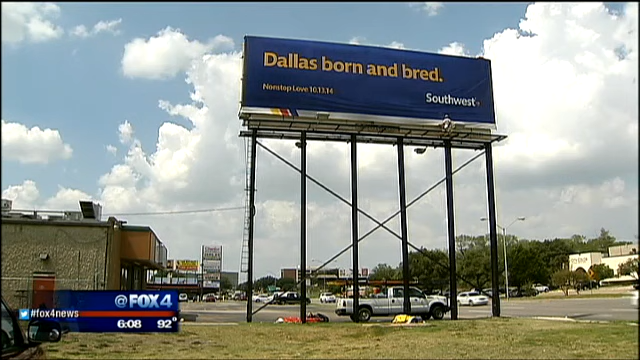 Dallas born and bred.
Nonstop Love 10.13.14
Southwest
@FOX4
#fox4news
6:08 92°